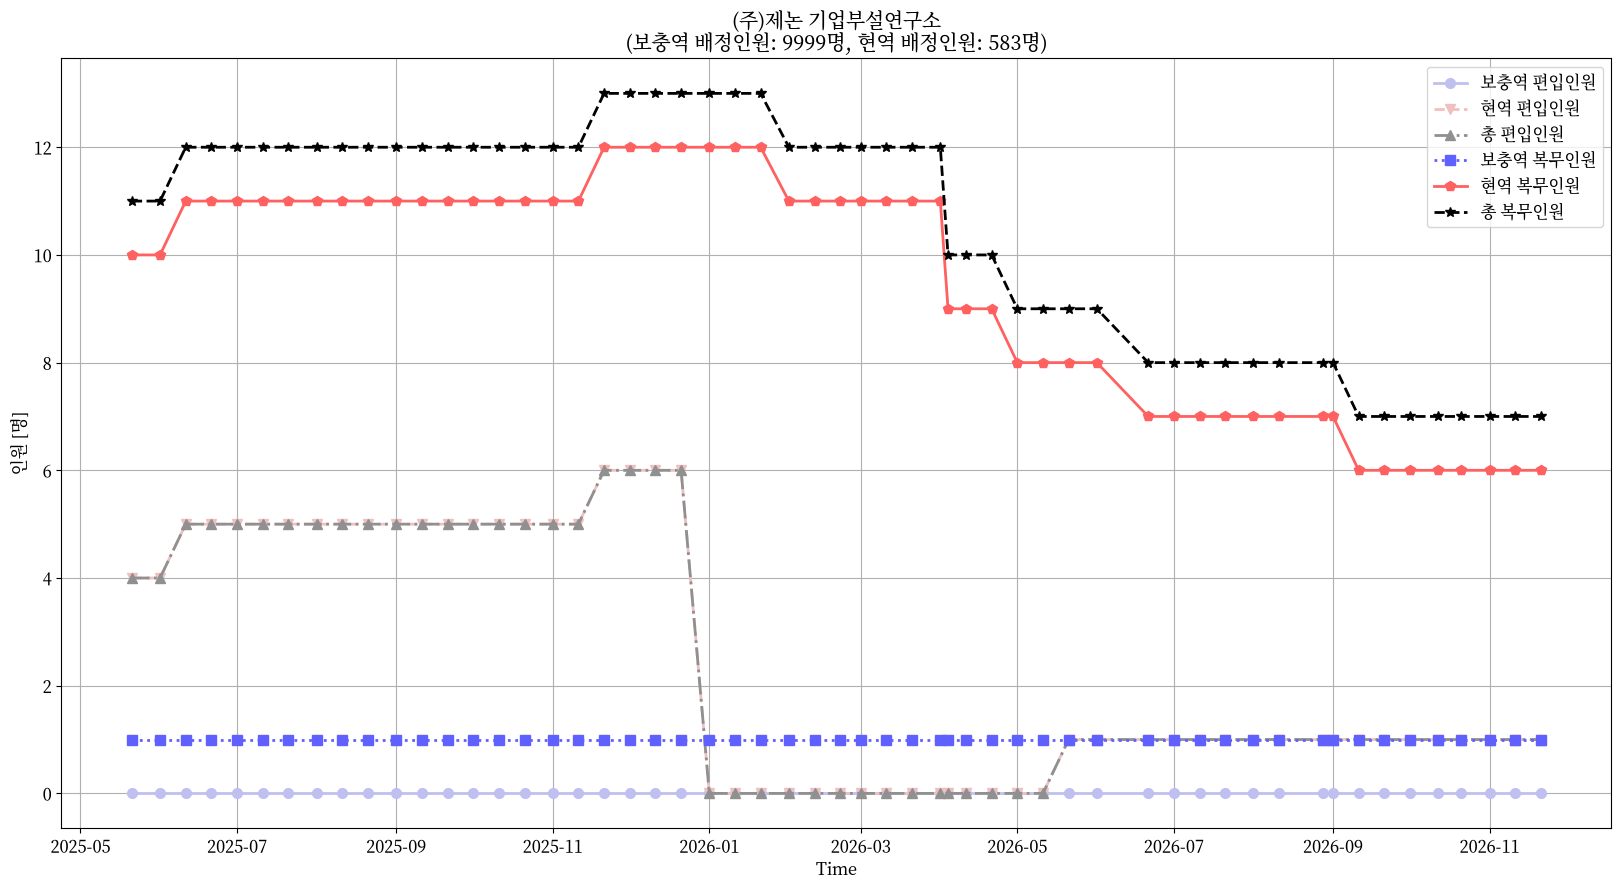 (주)제논 기업부설연구소
(보충역 배정인원: 9999명, 현역 배정인원: 583명)
보충역 편입인원
현역 편입인원
총 편입인원
보충역 복무인원
현역 복무인원
총 복무인원
인원 [명]
12
10
8
6
4
2
0
2025-05 2025-07 2025-09 2025-11 2026-01 2026-03 2026-05 2026-07 2026-09 2026-11
Time